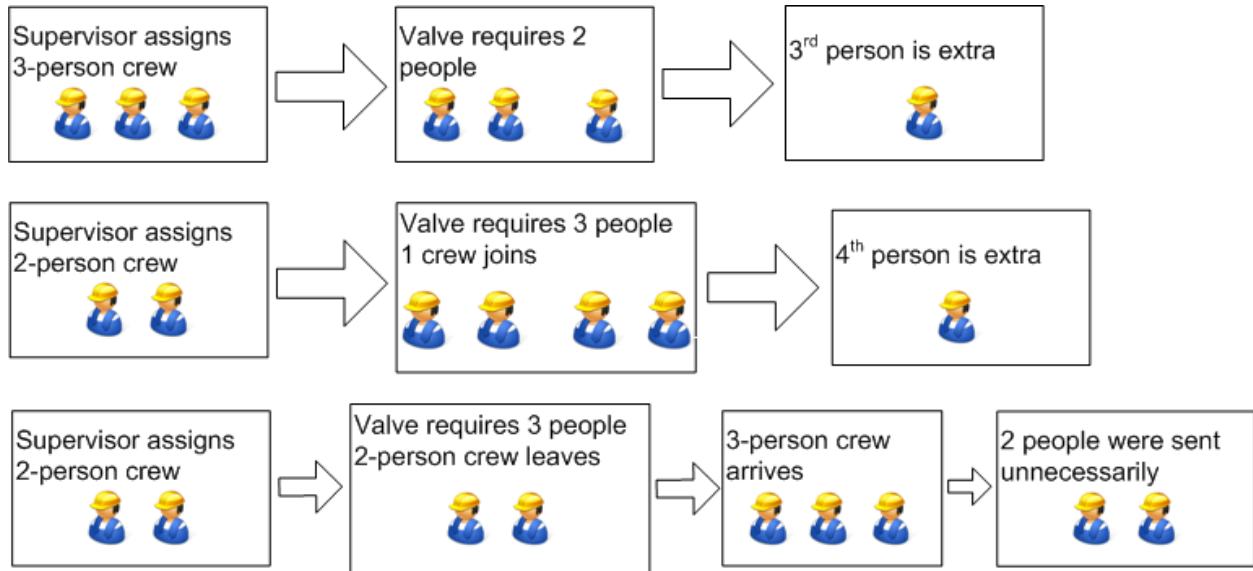 Supervisor assigns
3-person crew
Valve requires 2
people
3rd person is extra
Supervisor assigns
2-person crew
Valve requires 3 people
1 crew joins
4th person is extra
Supervisor assigns
2-person crew
Valve requires 3 people
2-person crew leaves
3-person crew
arrives
2 people were sent
unnecessarily